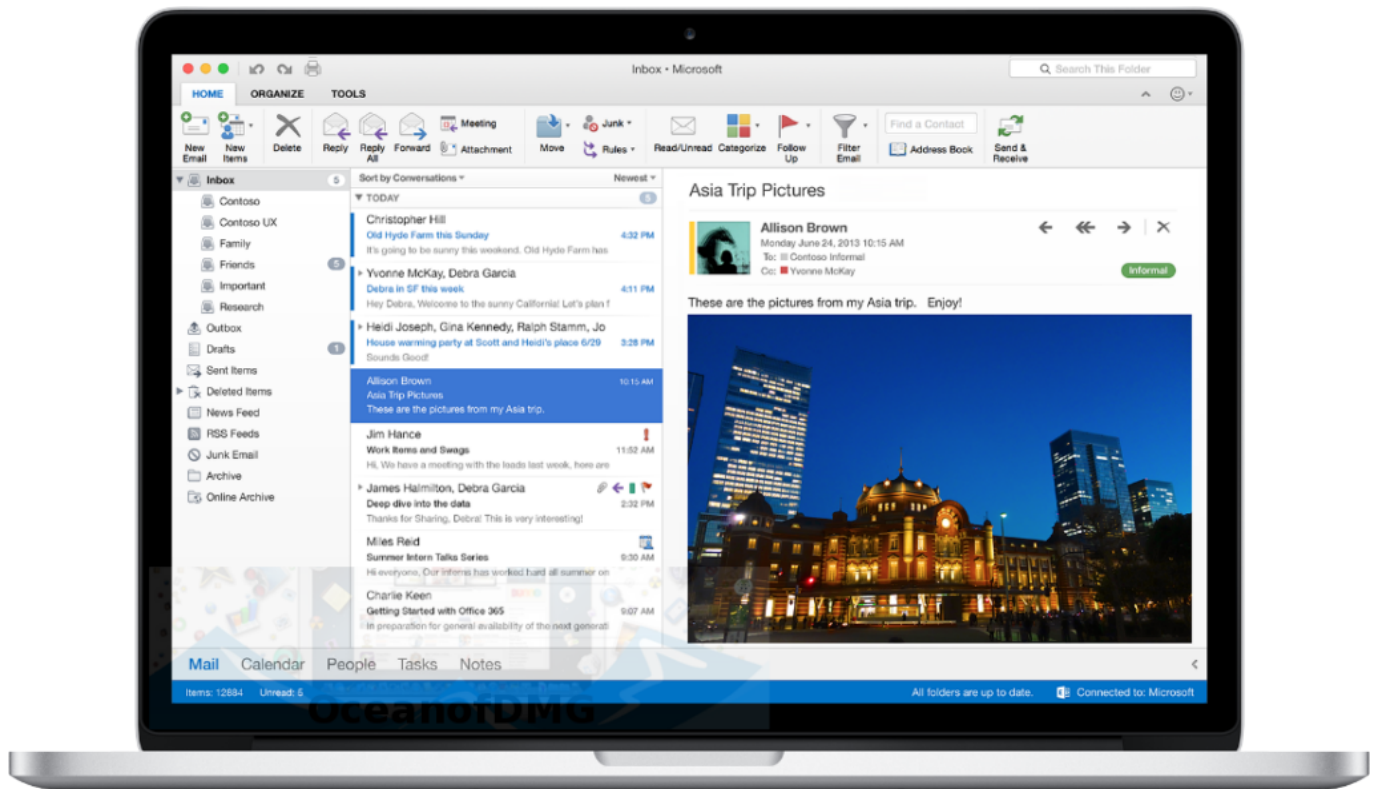 Inbox • Microsoft
Search This Folder
HOME ORGANIZE TOOLS
New Email
New Items
Delete
Reply
Reply All
Forward
Meeting
Attachment
Move
Junk
Rules
Read/Unread
Categorize
Follow Up
Filter Email
Find a Contact
Address Book
Send & Receive
Inbox 5
Contoso
Contoso UX
Family
Friends 5
Important
Research
Outbox
Drafts 1
Sent Items
Deleted Items
News Feed
RSS Feeds
Junk Email
Archive
Online Archive
Sort by Conversations Newest
TODAY 5
Christopher Hill
Old Hyde Farm this Sunday 4:32 PM
It's going to be sunny this weekend. Old Hyde Farm has
Yvonne McKay, Debra Garcia
Debra in SF this week 4:11 PM
Hey Debra, Welcome to the sunny California! Let's plan f
Heidi Joseph, Gina Kennedy, Ralph Stamm, Jo
House warming party at Scott and Heidi's place 6/29 3:28 PM
Sounds Good!
Allison Brown 10:15 AM
Asia Trip Pictures
These are the pictures from my Asia trip.
Jim Hance
Work Items and Swags 11:52 AM
Hi, We have a meeting with the leads last week, here are
James Halmilton, Debra Garcia
Deep dive into the data 2:32 PM
Thanks for Sharing, Debra! This is very interesting!
Miles Reid
Summer Intern Talks Series 9:30 AM
Hi everyone, Our interns has worked hard all summer on
Charlie Keen
Getting Started with Office 365 9:07 AM
In preparation for general availability of the next generati
Asia Trip Pictures
Allison Brown
Monday June 24, 2013 10:15 AM
To: Contoso Informal
Cc: Yvonne McKay
Informal
These are the pictures from my Asia trip. Enjoy!
Mail Calendar People Tasks Notes
Items: 12884 Unread: 5
All folders are up to date. Connected to: Microsoft
OceanofDMG